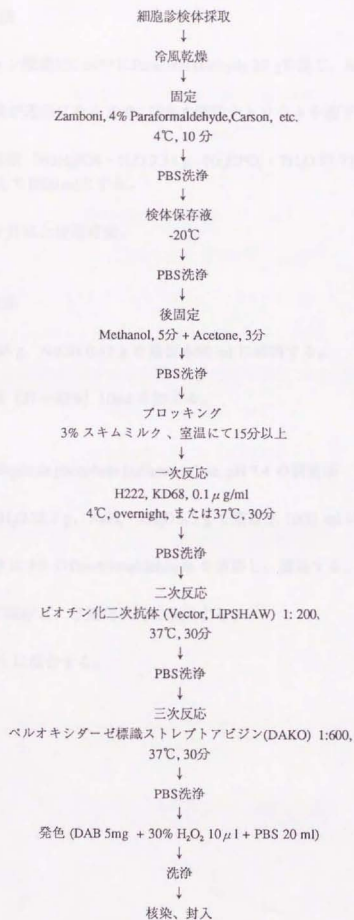 細胞診検体採取
↓
冷風乾燥
↓
固定
Zamboni, 4% Paraformaldehyde,Carson, etc.
4℃, 10 分
↓
PBS洗浄
↓
検体保存液
-20℃
↓
PBS洗浄
↓
後固定
Methanol, 5分 + Acetone, 3分
↓
PBS洗浄
↓
ブロッキング
3% スキムミルク 、室温にて15分以上
↓
一次反応
H222, KD68, 0.1 μ g/ml
4℃, overnight, または37℃, 30分
↓
PBS洗浄
↓
二次反応
ビオチン化二次抗体 (Vector, LIPSHAW) 1: 200,
37℃, 30分
↓
PBS洗浄
↓
三次反応
ペルオキシダーゼ標識ストレプトアビジン(DAKO) 1:600,
37℃, 30分
↓
PBS洗浄
↓
発色 (DAB 5mg + 30% H₂O₂ 10 μ l + PBS 20 ml)
↓
洗浄
↓
核染、封入